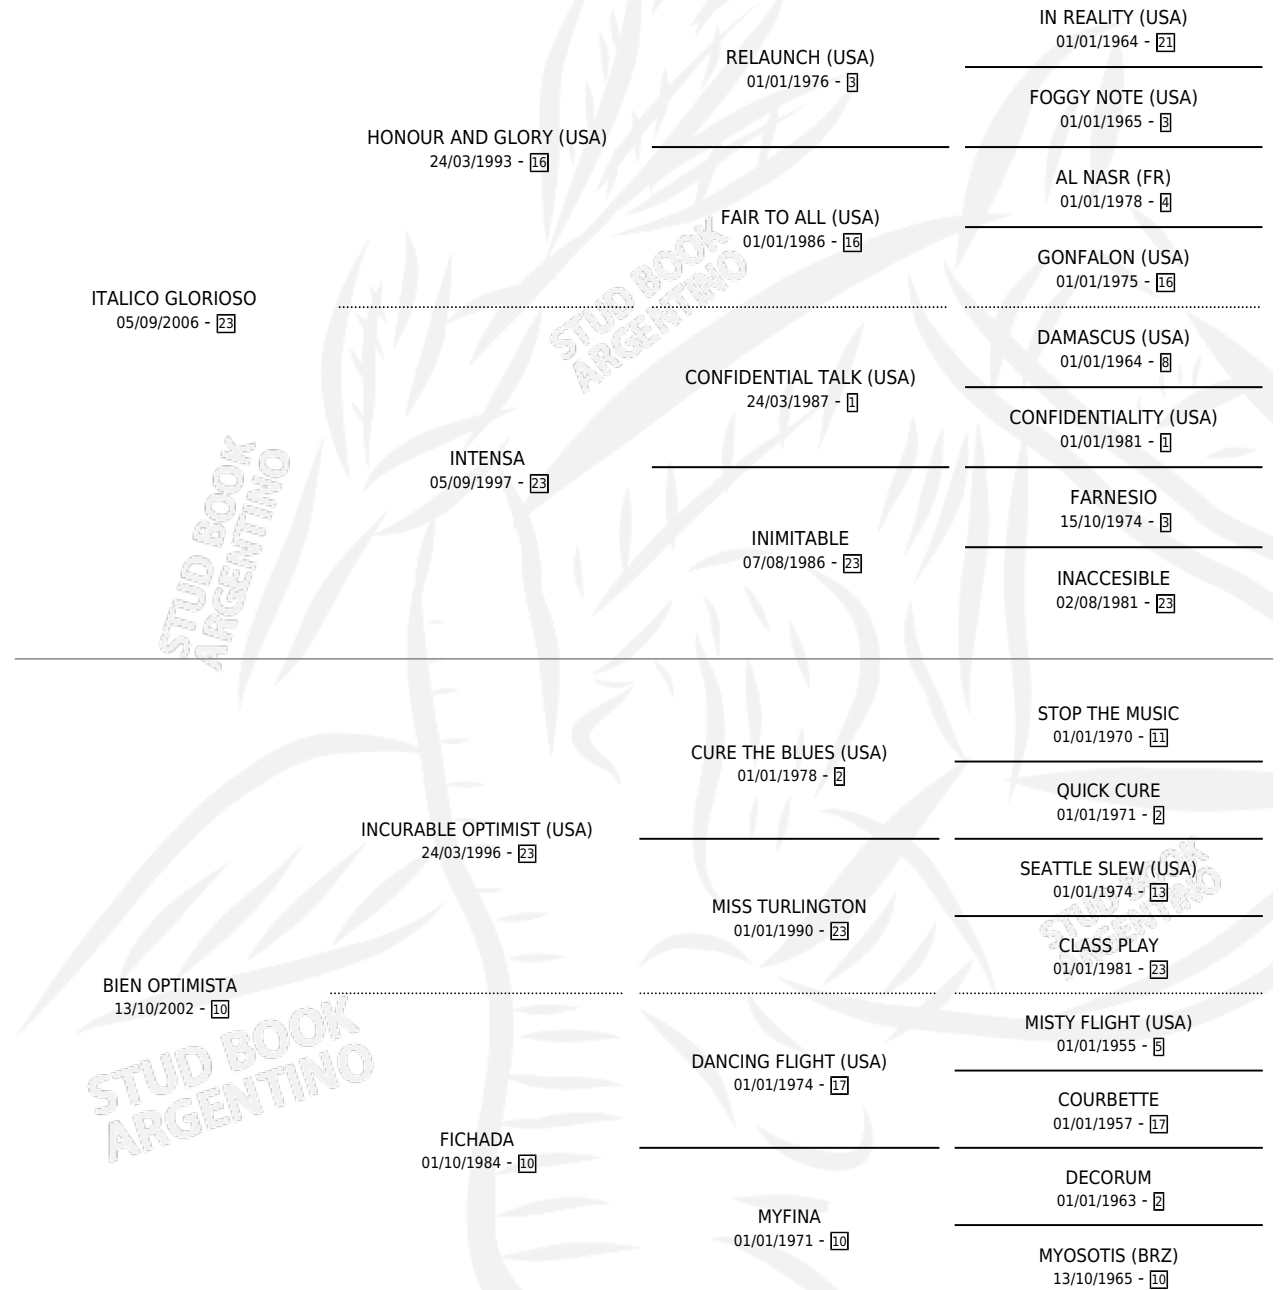 IN REALITY (USA)
01/01/1964 - 21
RELAUNCH (USA)
01/01/1976 - 3
FOGGY NOTE (USA)
01/01/1965 - 3
HONOUR AND GLORY (USA)
24/03/1993 - 16
AL NASR (FR)
01/01/1978 - 4
FAIR TO ALL (USA)
01/01/1986 - 16
GONFALON (USA)
01/01/1975 - 16
ITALICO GLORIOSO
05/09/2006 - 23
STUD BOOK
ARGENTINO
DAMASCUS (USA)
01/01/1964 - 8
CONFIDENTIAL TALK (USA)
24/03/1987 - 1
CONFIDENTIALITY (USA)
01/01/1981 - 1
INTENSA
05/09/1997 - 23
FARNESIO
15/10/1974 - 3
INIMITABLE
07/08/1986 - 23
INACCESIBLE
02/08/1981 - 23
STUD BOOK
ARGENTINO
STOP THE MUSIC
01/01/1970 - 11
CURE THE BLUES (USA)
01/01/1978 - 2
QUICK CURE
01/01/1971 - 2
INCURABLE OPTIMIST (USA)
24/03/1996 - 23
SEATTLE SLEW (USA)
01/01/1974 - 13
MISS TURLINGTON
01/01/1990 - 23
CLASS PLAY
01/01/1981 - 23
STUD BOOK
ARGENTINO
BIEN OPTIMISTA
13/10/2002 - 10
MISTY FLIGHT (USA)
01/01/1955 - 5
DANCING FLIGHT (USA)
01/01/1974 - 17
COURBETTE
01/01/1957 - 17
STUD BOOK
ARGENTINO
FICHADA
01/10/1984 - 10
DECORUM
01/01/1963 - 2
MYFINA
01/01/1971 - 10
MYOSOTIS (BRZ)
13/10/1965 - 10